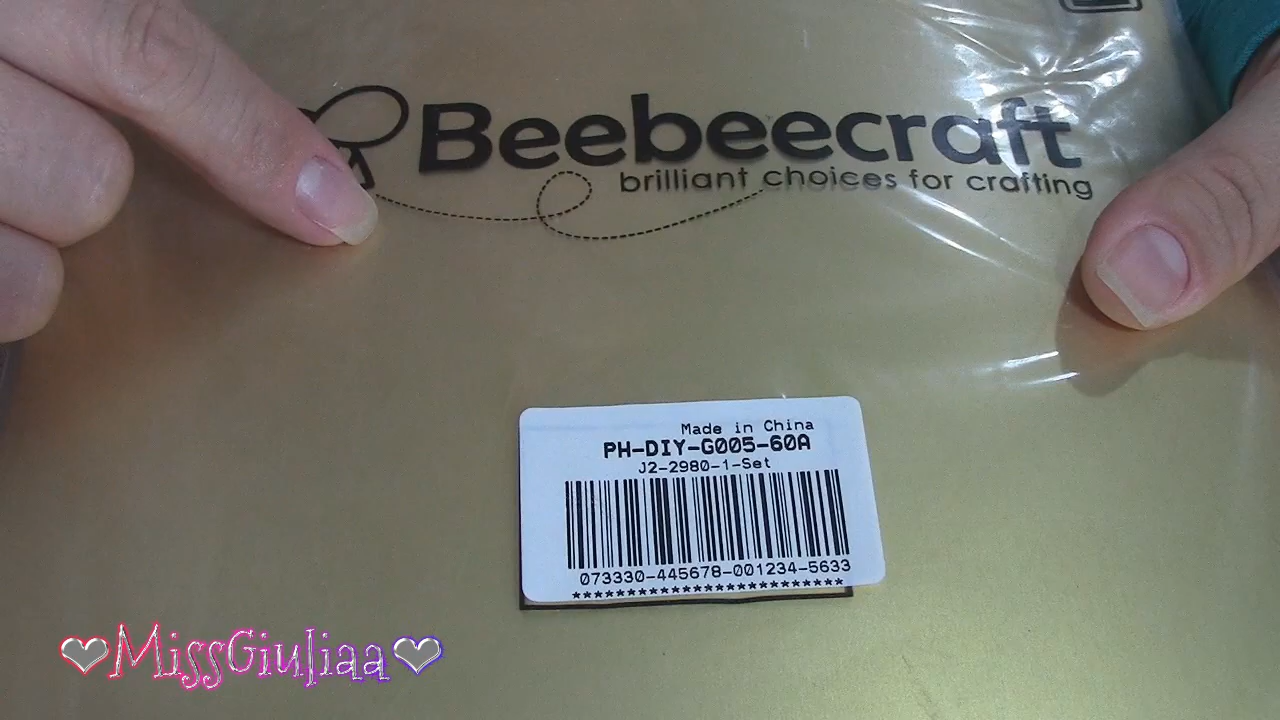 Beebeecraft
brilliant choices for crafting
Made in China
PH-DIY-G005-60A
J2-2980-1-Set
073330-445678-001234-5633
*************************
❤MissGiuliaa❤